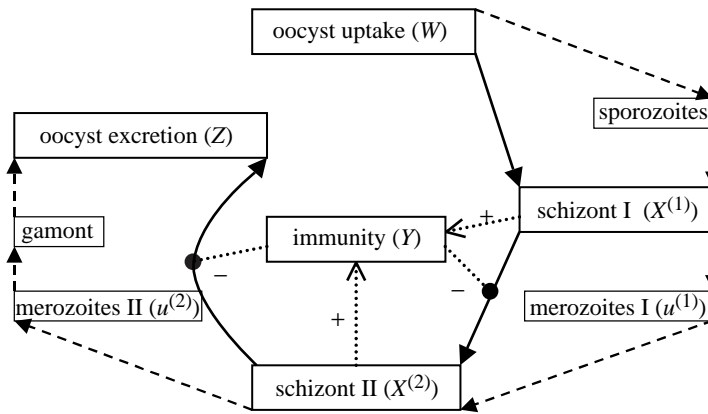 oocyst uptake (W)
sporozoites
oocyst excretion (Z)
schizont I (X⁽¹⁾)
+
immunity (Y)
gamont
−
−
merozoites II (u⁽²⁾)
merozoites I (u⁽¹⁾)
+
schizont II (X⁽²⁾)